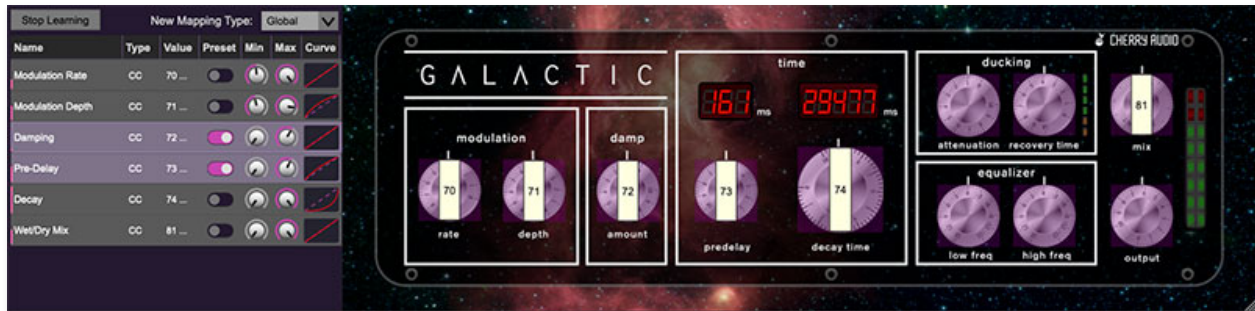 Stop Learning
New Mapping Type: Global
Name Type Value Preset Min Max Curve
Modulation Rate CC 70 ...
Modulation Depth CC 71 ...
Damping CC 72 ...
Pre-Delay CC 73 ...
Decay CC 74 ...
Wet/Dry Mix CC 81 ...
CHERRY AUDIO
GALACTIC
time
161 ms
29477 ms
ducking
attenuation recovery time
81
mix
modulation
70
rate
71
depth
damp
72
amount
73
predelay
74
decay time
equalizer
low freq high freq
output